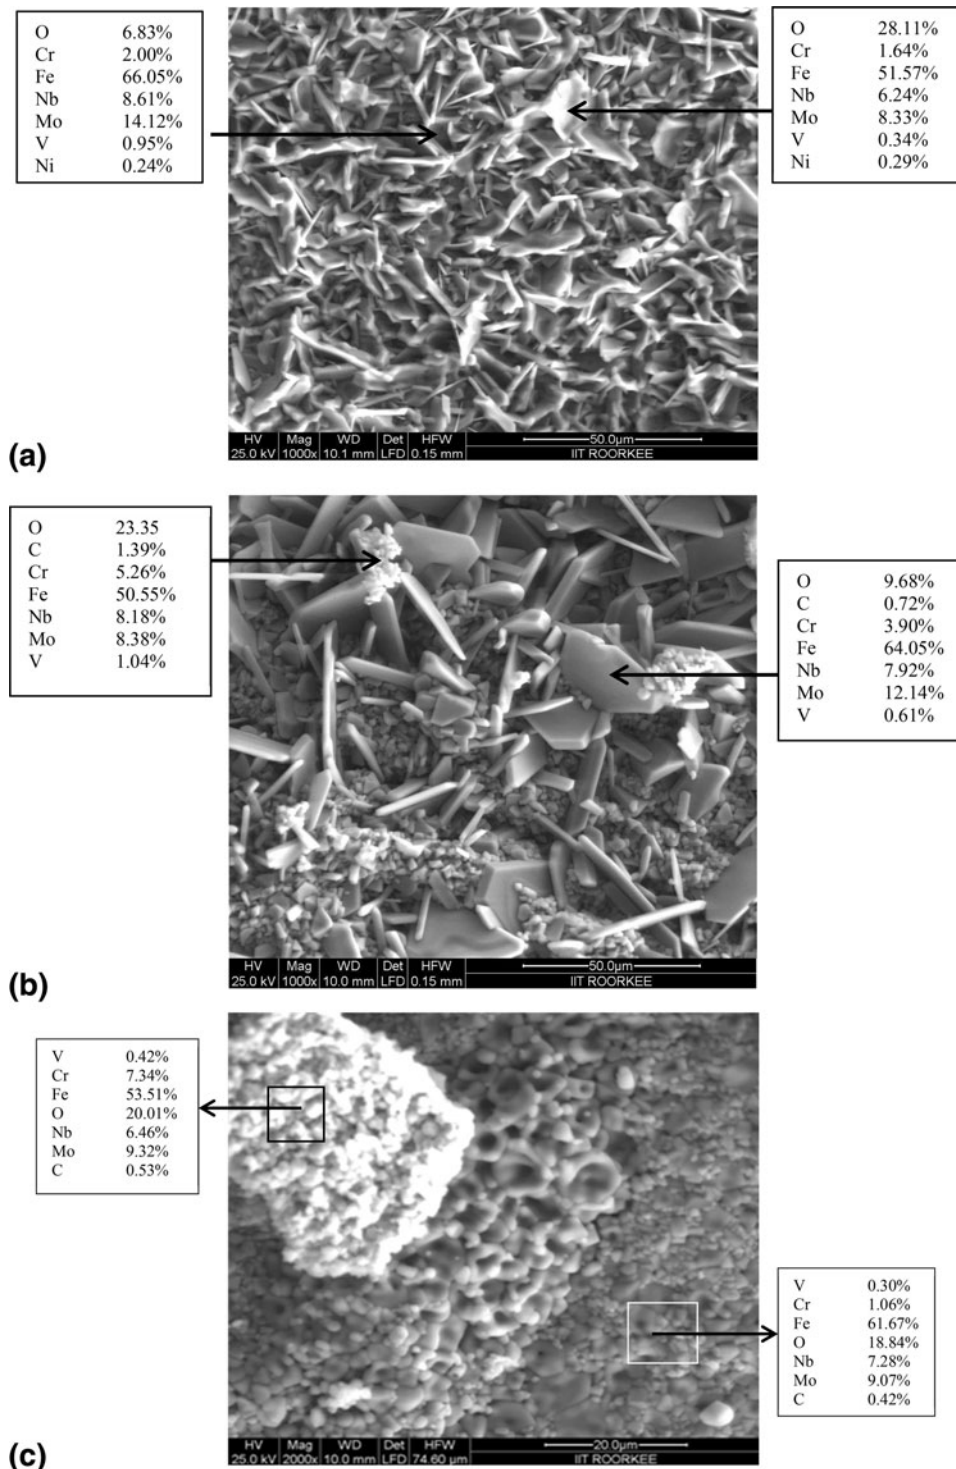 O 6.83%
Cr 2.00%
Fe 66.05%
Nb 8.61%
Mo 14.12%
V 0.95%
Ni 0.24%
O 28.11%
Cr 1.64%
Fe 51.57%
Nb 6.24%
Mo 8.33%
V 0.34%
Ni 0.29%
HV Mag WD Det HFW 50.0µm
25.0 kV 1000x 10.1 mm LFD 0.15 mm IIT ROORKEE
(a)
O 23.35
C 1.39%
Cr 5.26%
Fe 50.55%
Nb 8.18%
Mo 8.38%
V 1.04%
O 9.68%
C 0.72%
Cr 3.90%
Fe 64.05%
Nb 7.92%
Mo 12.14%
V 0.61%
HV Mag WD Det HFW 50.0µm
25.0 kV 1000x 10.0 mm LFD 0.15 mm IIT ROORKEE
(b)
V 0.42%
Cr 7.34%
Fe 53.51%
O 20.01%
Nb 6.46%
Mo 9.32%
C 0.53%
V 0.30%
Cr 1.06%
Fe 61.67%
O 18.84%
Nb 7.28%
Mo 9.07%
C 0.42%
HV Mag WD Det HFW 20.0µm
25.0 kV 2000x 10.0 mm LFD 74.60 µm IIT ROORKEE
(c)